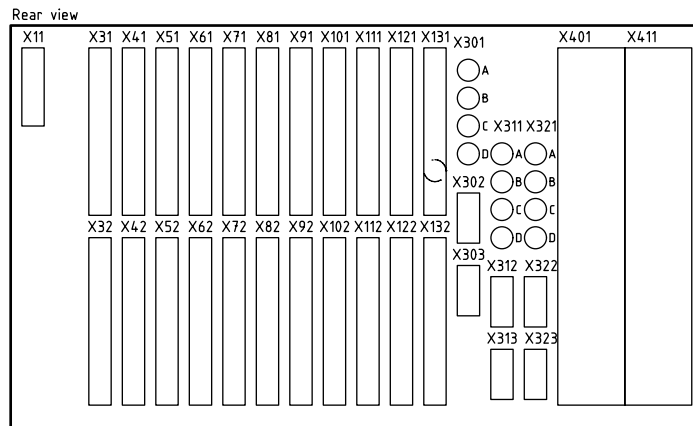 Rear view
X11 X31 X41 X51 X61 X71 X81 X91 X101 X111 X121 X131 X301 X401 X411
A
B
C X311 X321
D A A
X302 B B
C C
X32 X42 X52 X62 X72 X82 X92 X102 X112 X122 X132
D D
X303
X312 X322
X313 X323